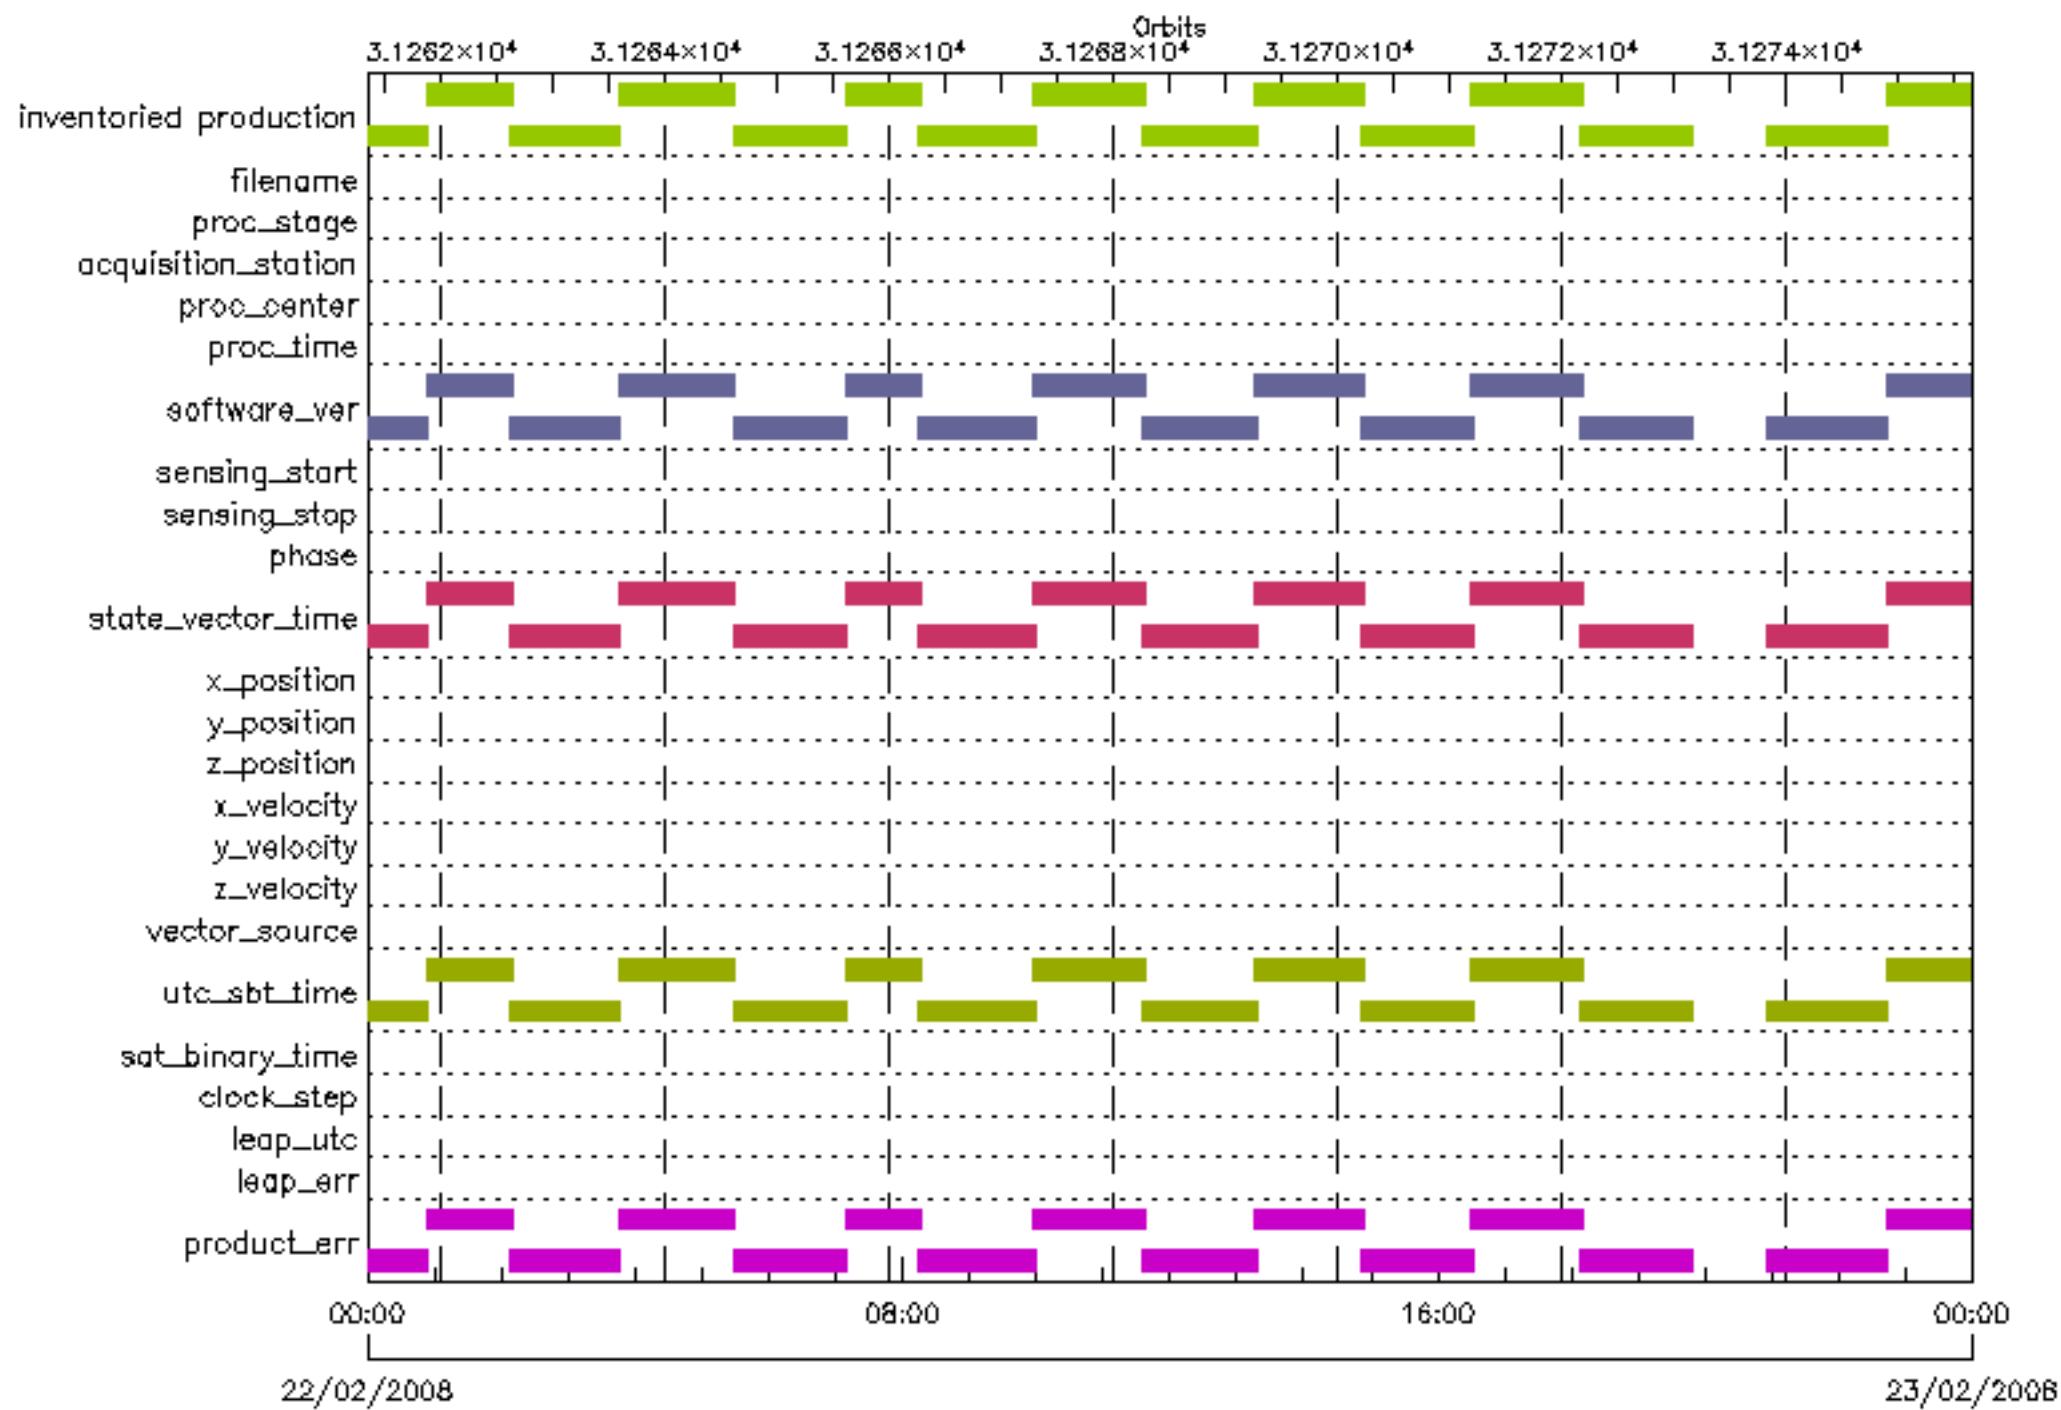 Orbits
3.1262×10⁴ 3.1264×10⁴ 3.1266×10⁴ 3.1268×10⁴ 3.1270×10⁴ 3.1272×10⁴ 3.1274×10⁴
inventoried production
filename
proc_stage
acquisition_station
proc_center
proc_time
software_ver
sensing_start
sensing_stop
phase
state_vector_time
x_position
y_position
z_position
x_velocity
y_velocity
z_velocity
vector_source
utc_sbt_time
sat_binary_time
clock_step
leap_utc
leap_err
product_err
00:00 08:00 16:00 00:00
22/02/2008 23/02/2008